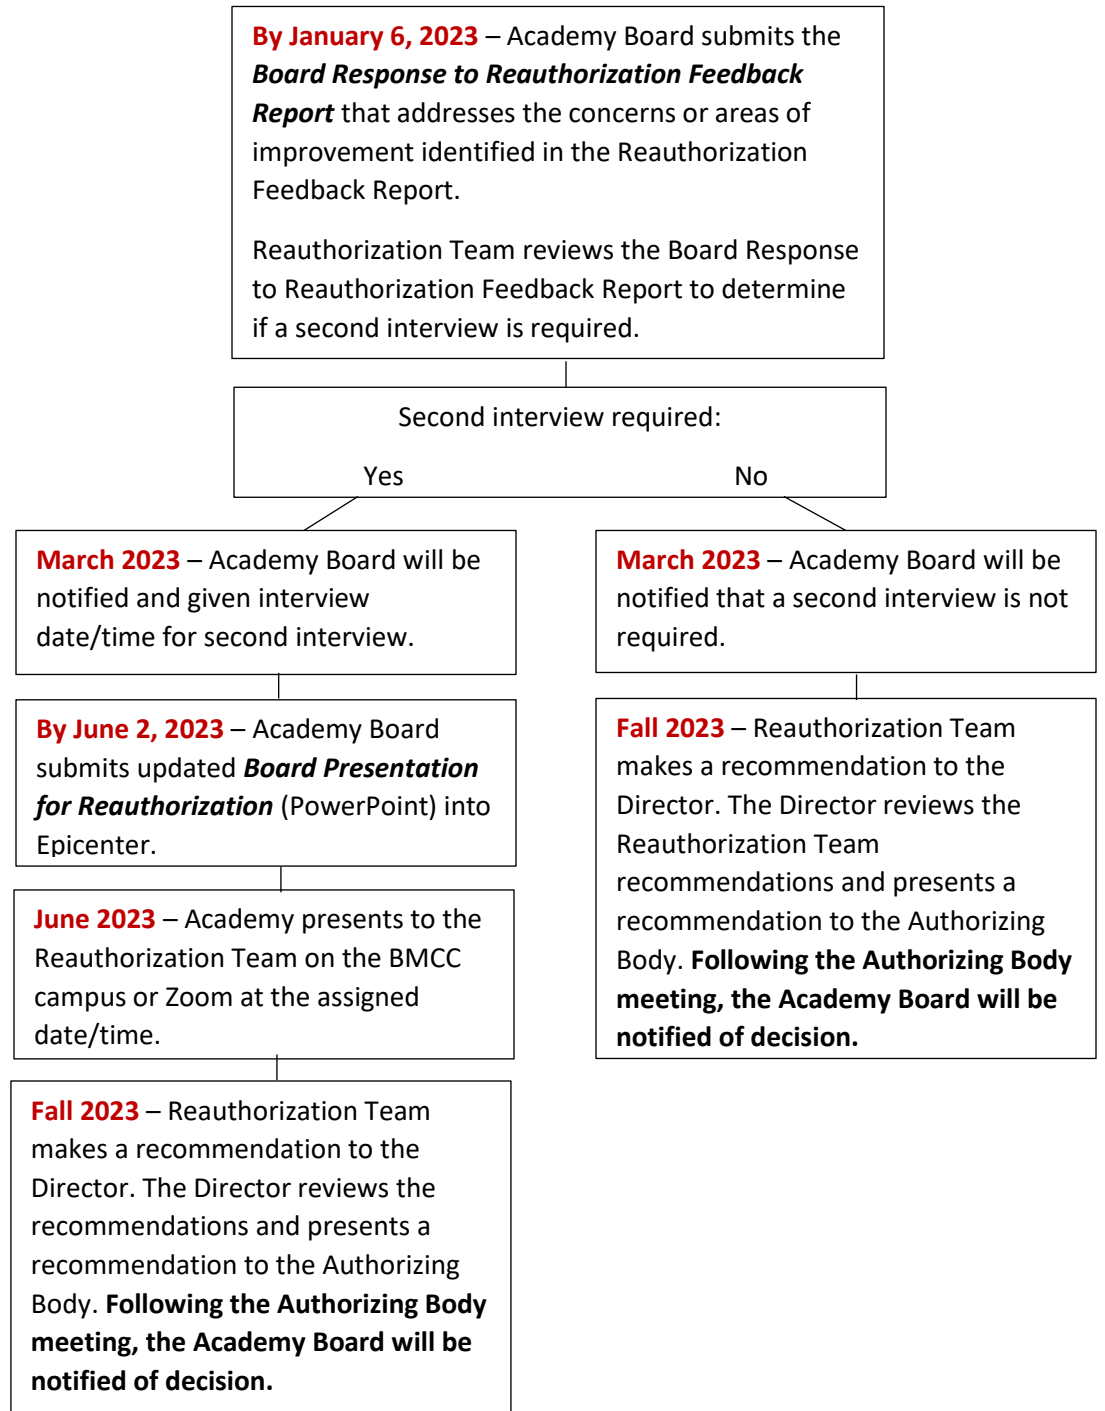 By January 6, 2023 – Academy Board submits the
Board Response to Reauthorization Feedback
Report that addresses the concerns or areas of
improvement identified in the Reauthorization
Feedback Report.
Reauthorization Team reviews the Board Response
to Reauthorization Feedback Report to determine
if a second interview is required.
Second interview required:
Yes No
March 2023 – Academy Board will be
notified and given interview
date/time for second interview.
By June 2, 2023 – Academy Board
submits updated Board Presentation
for Reauthorization (PowerPoint) into
Epicenter.
June 2023 – Academy presents to the
Reauthorization Team on the BMCC
campus or Zoom at the assigned
date/time.
Fall 2023 – Reauthorization Team
makes a recommendation to the
Director. The Director reviews the
recommendations and presents a
recommendation to the Authorizing
Body. Following the Authorizing Body
meeting, the Academy Board will be
notified of decision.
March 2023 – Academy Board will be
notified that a second interview is not
required.
Fall 2023 – Reauthorization Team
makes a recommendation to the
Director. The Director reviews the
Reauthorization Team
recommendations and presents a
recommendation to the Authorizing
Body. Following the Authorizing Body
meeting, the Academy Board will be
notified of decision.